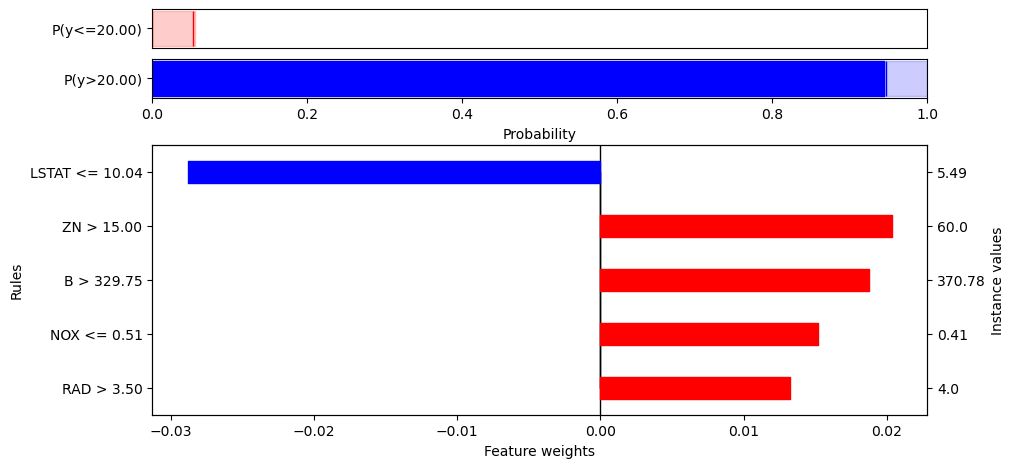 P(y<=20.00)
P(y>20.00)
0.0 0.2 0.4 0.6 0.8 1.0
Probability
LSTAT <= 10.04 5.49
ZN > 15.00 60.0
B > 329.75 370.78
NOX <= 0.51 0.41
RAD > 3.50 4.0
Rules
Instance values
−0.03 −0.02 −0.01 0.00 0.01 0.02
Feature weights